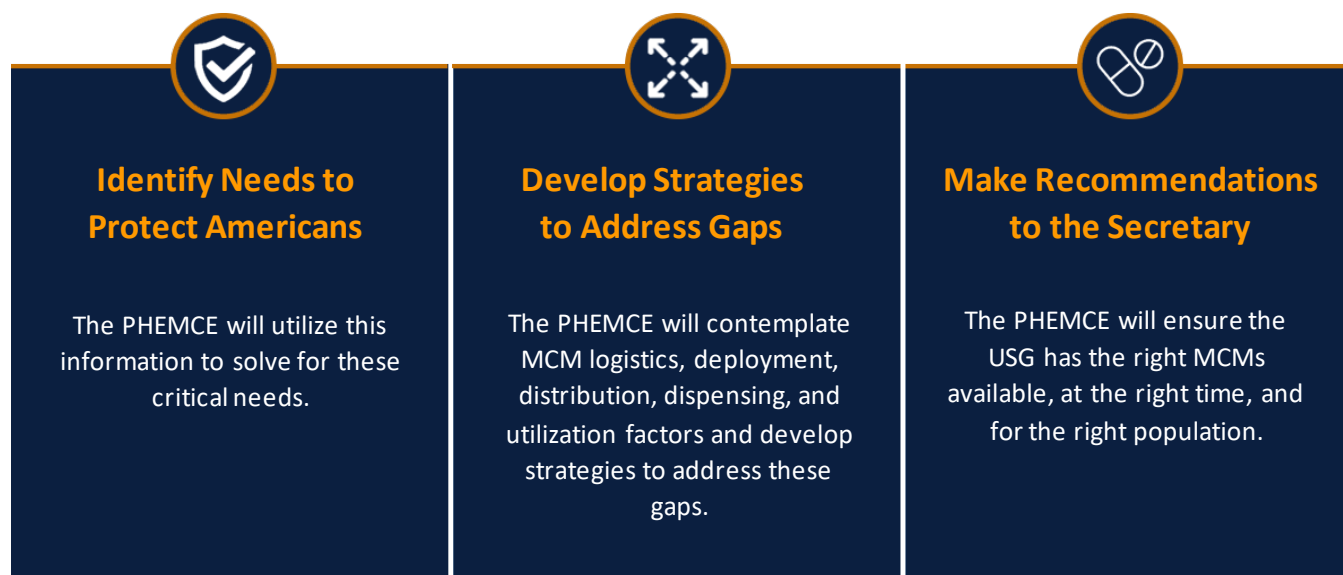 Identify Needs to
Protect Americans
The PHEMCE will utilize this
information to solve for these
critical needs.
Develop Strategies
to Address Gaps
The PHEMCE will contemplate
MCM logistics, deployment,
distribution, dispensing, and
utilization factors and develop
strategies to address these
gaps.
Make Recommendations
to the Secretary
The PHEMCE will ensure the
USG has the right MCMs
available, at the right time, and
for the right population.